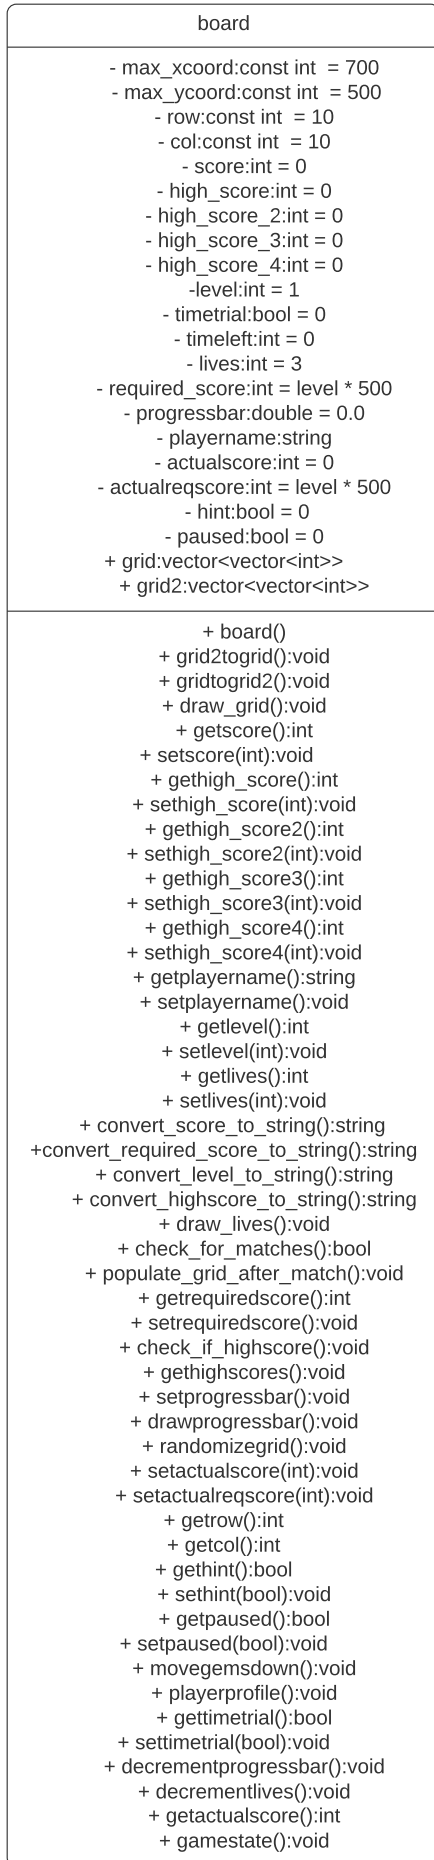 board
- max_xcoord:const int  = 700
- max_ycoord:const int  = 500
- row:const int  = 10
- col:const int  = 10
- score:int = 0
- high_score:int = 0
- high_score_2:int = 0
- high_score_3:int = 0
- high_score_4:int = 0
-level:int = 1
- timetrial:bool = 0
- timeleft:int = 0
- lives:int = 3
- required_score:int = level * 500
- progressbar:double = 0.0
- playername:string
- actualscore:int = 0
- actualreqscore:int = level * 500
- hint:bool = 0
- paused:bool = 0
+ grid:vector<vector<int>>
+ grid2:vector<vector<int>>
+ board()
+ grid2togrid():void
+ gridtogrid2():void
+ draw_grid():void
+ getscore():int
+ setscore(int):void
+ gethigh_score():int
+ sethigh_score(int):void
+ gethigh_score2():int
+ sethigh_score2(int):void
+ gethigh_score3():int
+ sethigh_score3(int):void
+ gethigh_score4():int
+ sethigh_score4(int):void
+ getplayername():string
+ setplayername():void
+ getlevel():int
+ setlevel(int):void
+ getlives():int
+ setlives(int):void
+ convert_score_to_string():string
+convert_required_score_to_string():string
+ convert_level_to_string():string
+ convert_highscore_to_string():string
+ draw_lives():void
+ check_for_matches():bool
+ populate_grid_after_match():void
+ getrequiredscore():int
+ setrequiredscore():void
+ check_if_highscore():void
+ gethighscores():void
+ setprogressbar():void
+ drawprogressbar():void
+ randomizegrid():void
+ setactualscore(int):void
+ setactualreqscore(int):void
+ getrow():int
+ getcol():int
+ gethint():bool
+ sethint(bool):void
+ getpaused():bool
+ setpaused(bool):void
+ movegemsdown():void
+ playerprofile():void
+ gettimetrial():bool
+ settimetrial(bool):void
+ decrementprogressbar():void
+ decrementlives():void
+ getactualscore():int
+ gamestate():void